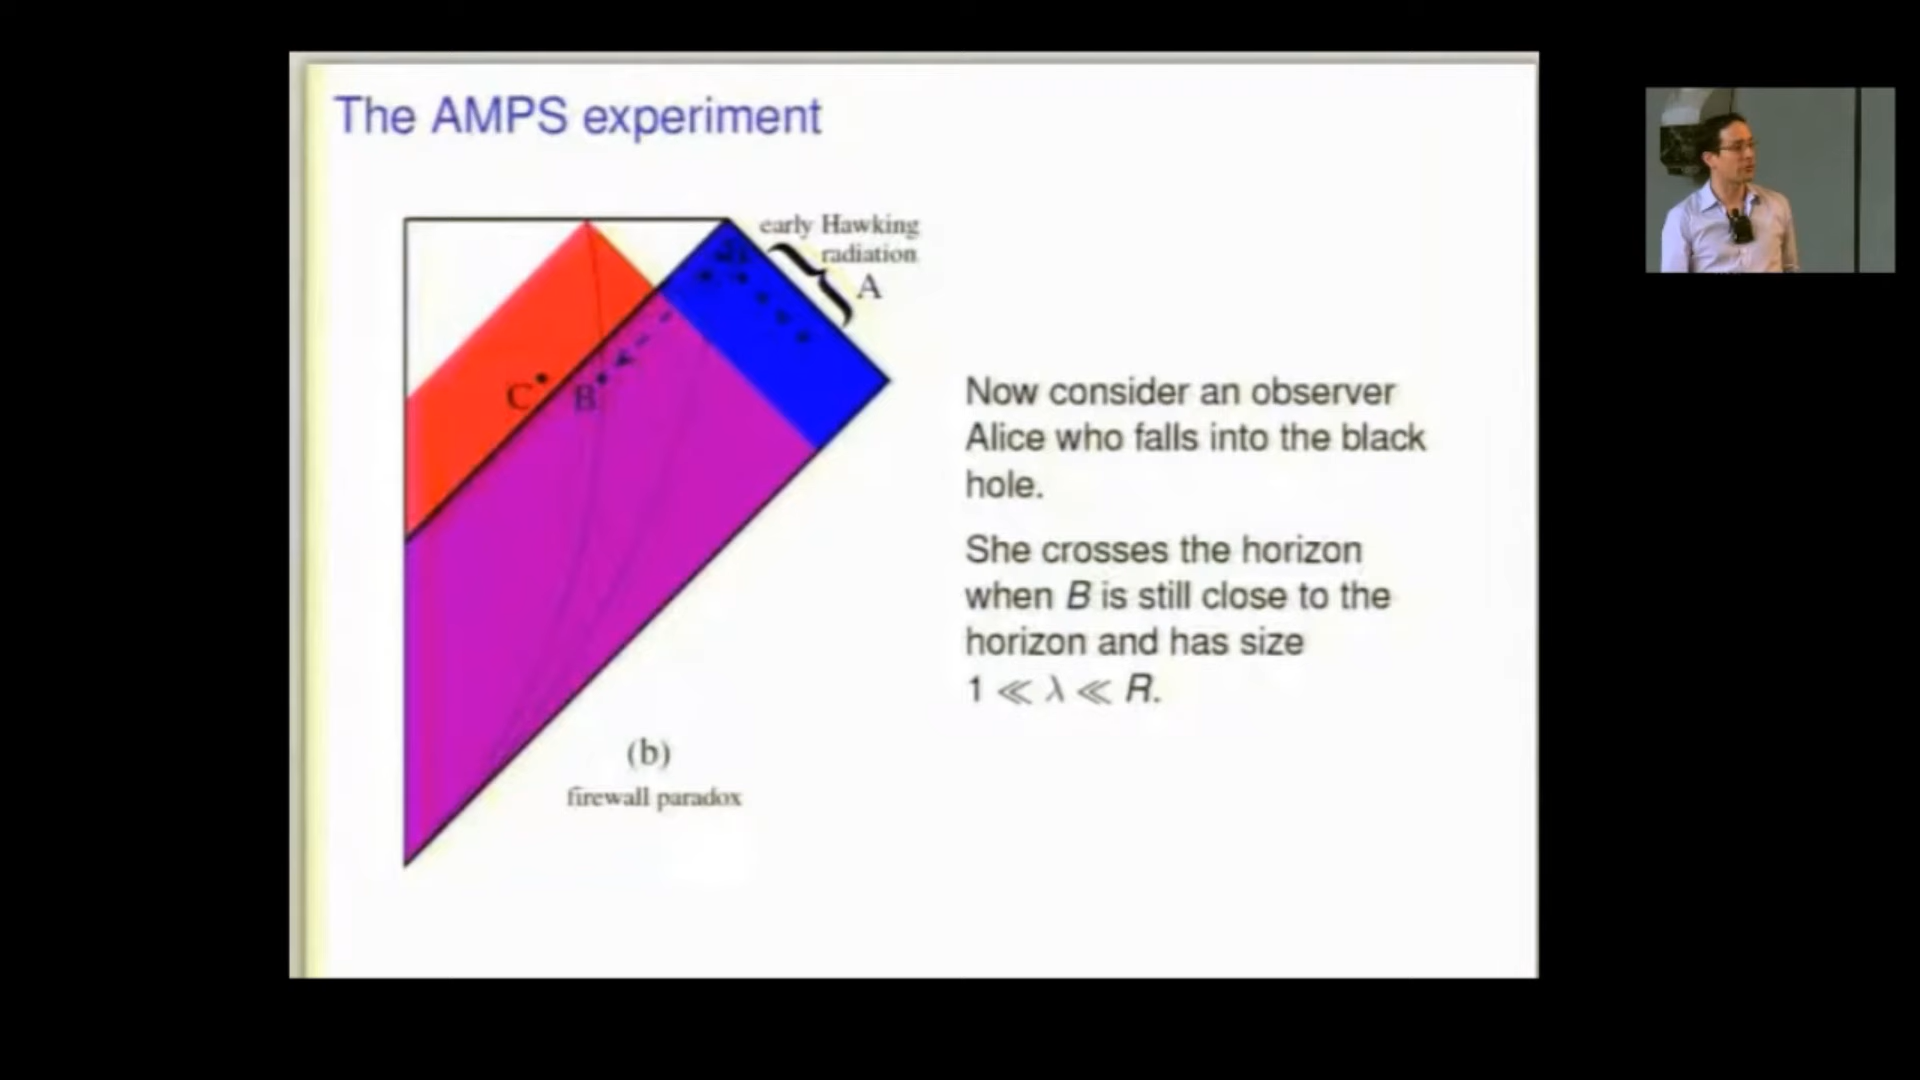 The AMPS experiment
early Hawking
radiation
A
C
B
Now consider an observer
Alice who falls into the black
hole.
She crosses the horizon
when B is still close to the
horizon and has size
1 ≪ λ ≪ R.
(b)
firewall paradox